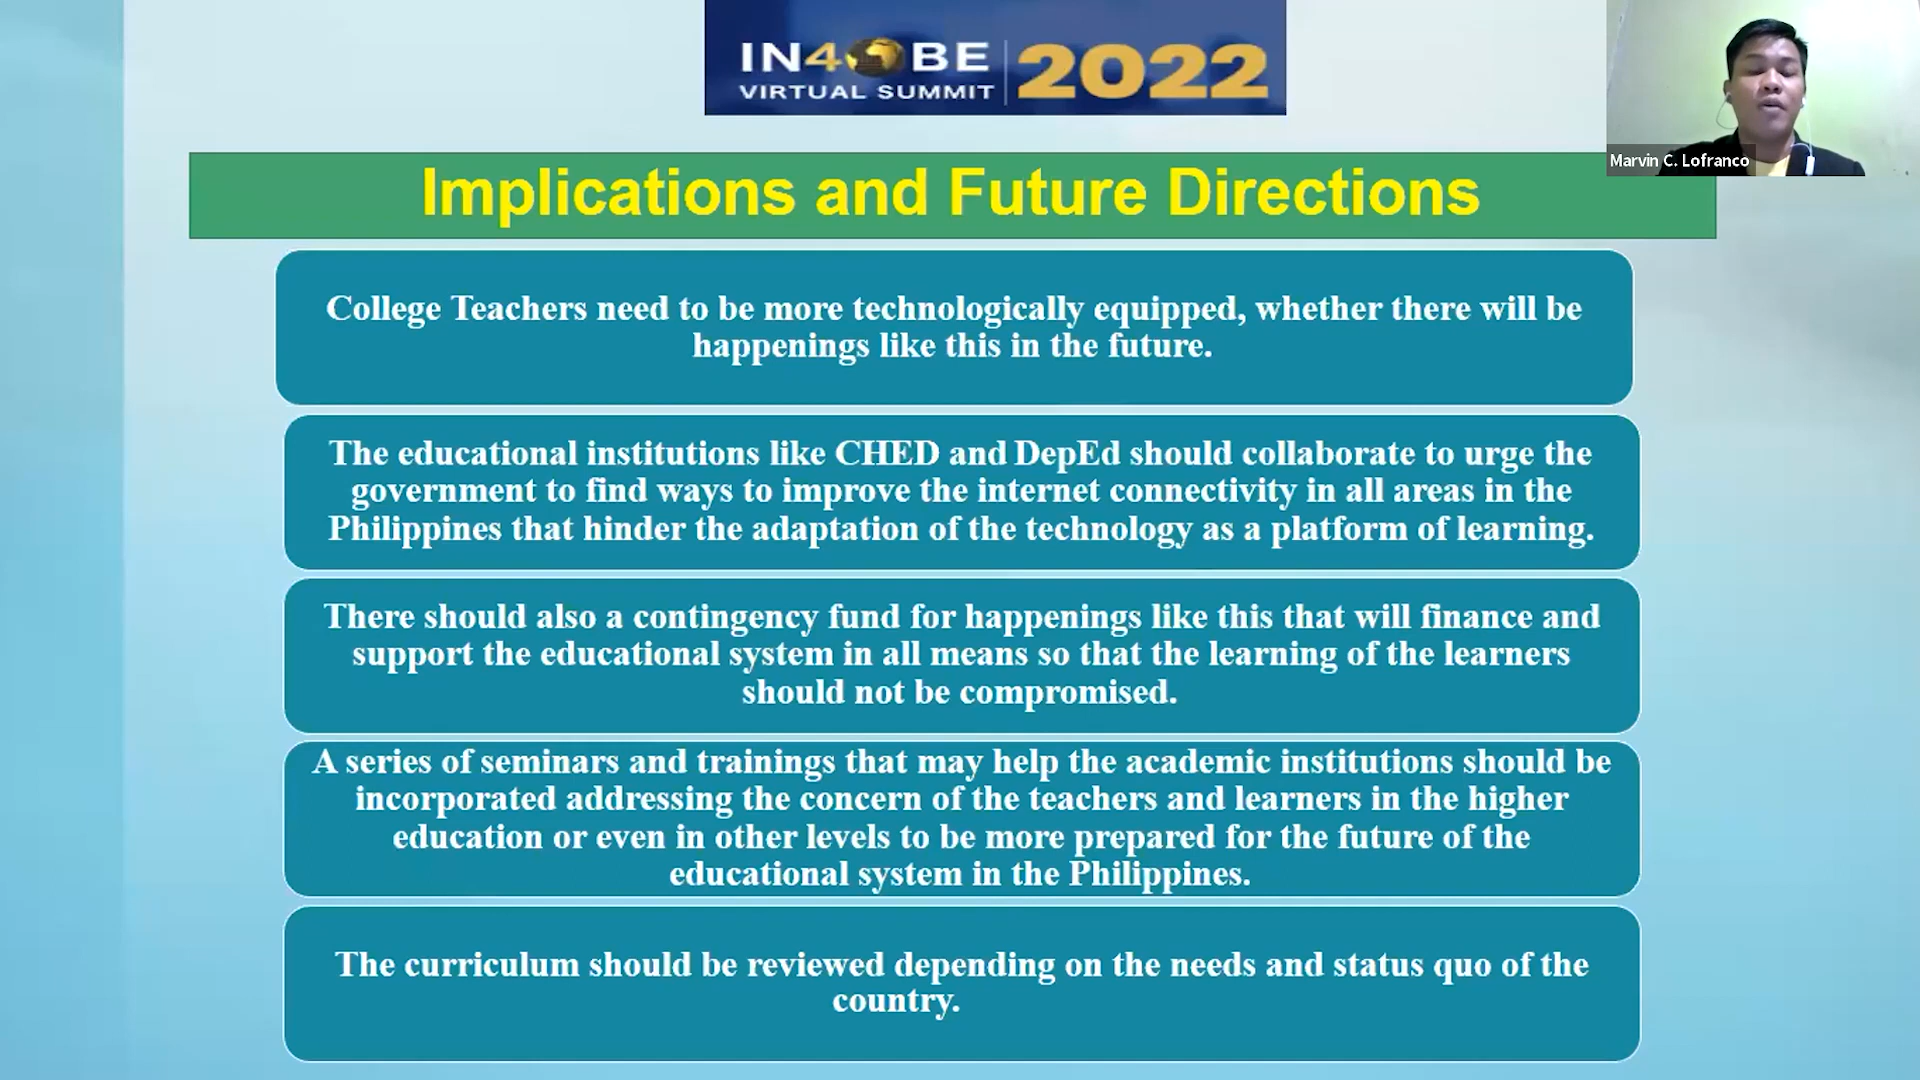 IN4OBE
VIRTUAL SUMMIT
2022
Marvin C. Lofranco
Implications and Future Directions
College Teachers need to be more technologically equipped, whether there will be
happenings like this in the future.
The educational institutions like CHED and DepEd should collaborate to urge the
government to find ways to improve the internet connectivity in all areas in the
Philippines that hinder the adaptation of the technology as a platform of learning.
There should also a contingency fund for happenings like this that will finance and
support the educational system in all means so that the learning of the learners
should not be compromised.
A series of seminars and trainings that may help the academic institutions should be
incorporated addressing the concern of the teachers and learners in the higher
education or even in other levels to be more prepared for the future of the
educational system in the Philippines.
The curriculum should be reviewed depending on the needs and status quo of the
country.